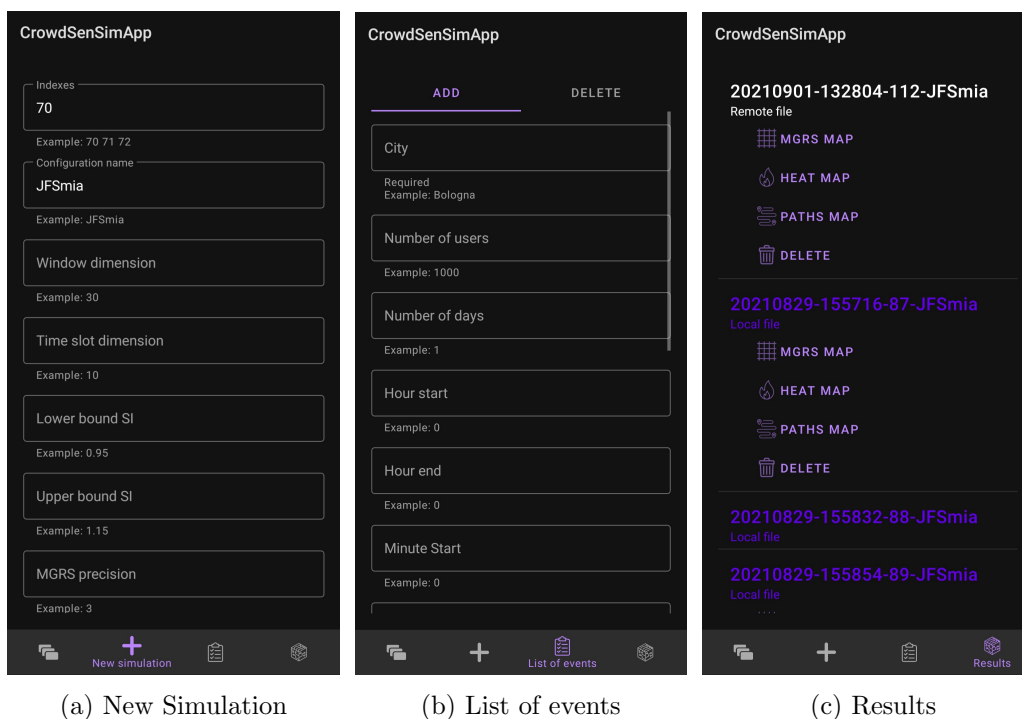 CrowdSenSimApp
Indexes
70
Example: 70 71 72
Configuration name
JFSmia
Example: JFSmia
Window dimension
Example: 30
Time slot dimension
Example: 10
Lower bound SI
Example: 0.95
Upper bound SI
Example: 1.15
MGRS precision
Example: 3
New simulation
(a) New Simulation
CrowdSenSimApp
ADD DELETE
City
Required
Example: Bologna
Number of users
Example: 1000
Number of days
Example: 1
Hour start
Example: 0
Hour end
Example: 0
Minute Start
Example: 0
List of events
(b) List of events
CrowdSenSimApp
20210901-132804-112-JFSmia
Remote file
MGRS MAP
HEAT MAP
PATHS MAP
DELETE
20210829-155716-87-JFSmia
Local file
MGRS MAP
HEAT MAP
PATHS MAP
DELETE
20210829-155832-88-JFSmia
Local file
20210829-155854-89-JFSmia
Local file
Results
(c) Results